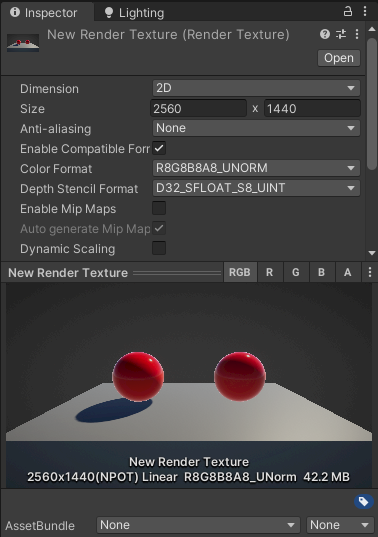 Inspector Lighting
New Render Texture (Render Texture)
Open
Dimension 2D
Size 2560 x 1440
Anti-aliasing None
Enable Compatible Forr
Color Format R8G8B8A8_UNORM
Depth Stencil Format D32_SFLOAT_S8_UINT
Enable Mip Maps
Auto generate Mip Map
Dynamic Scaling
New Render Texture RGB R G B A
New Render Texture
2560x1440(NPOT) Linear R8G8B8A8_UNorm 42.2 MB
AssetBundle None None